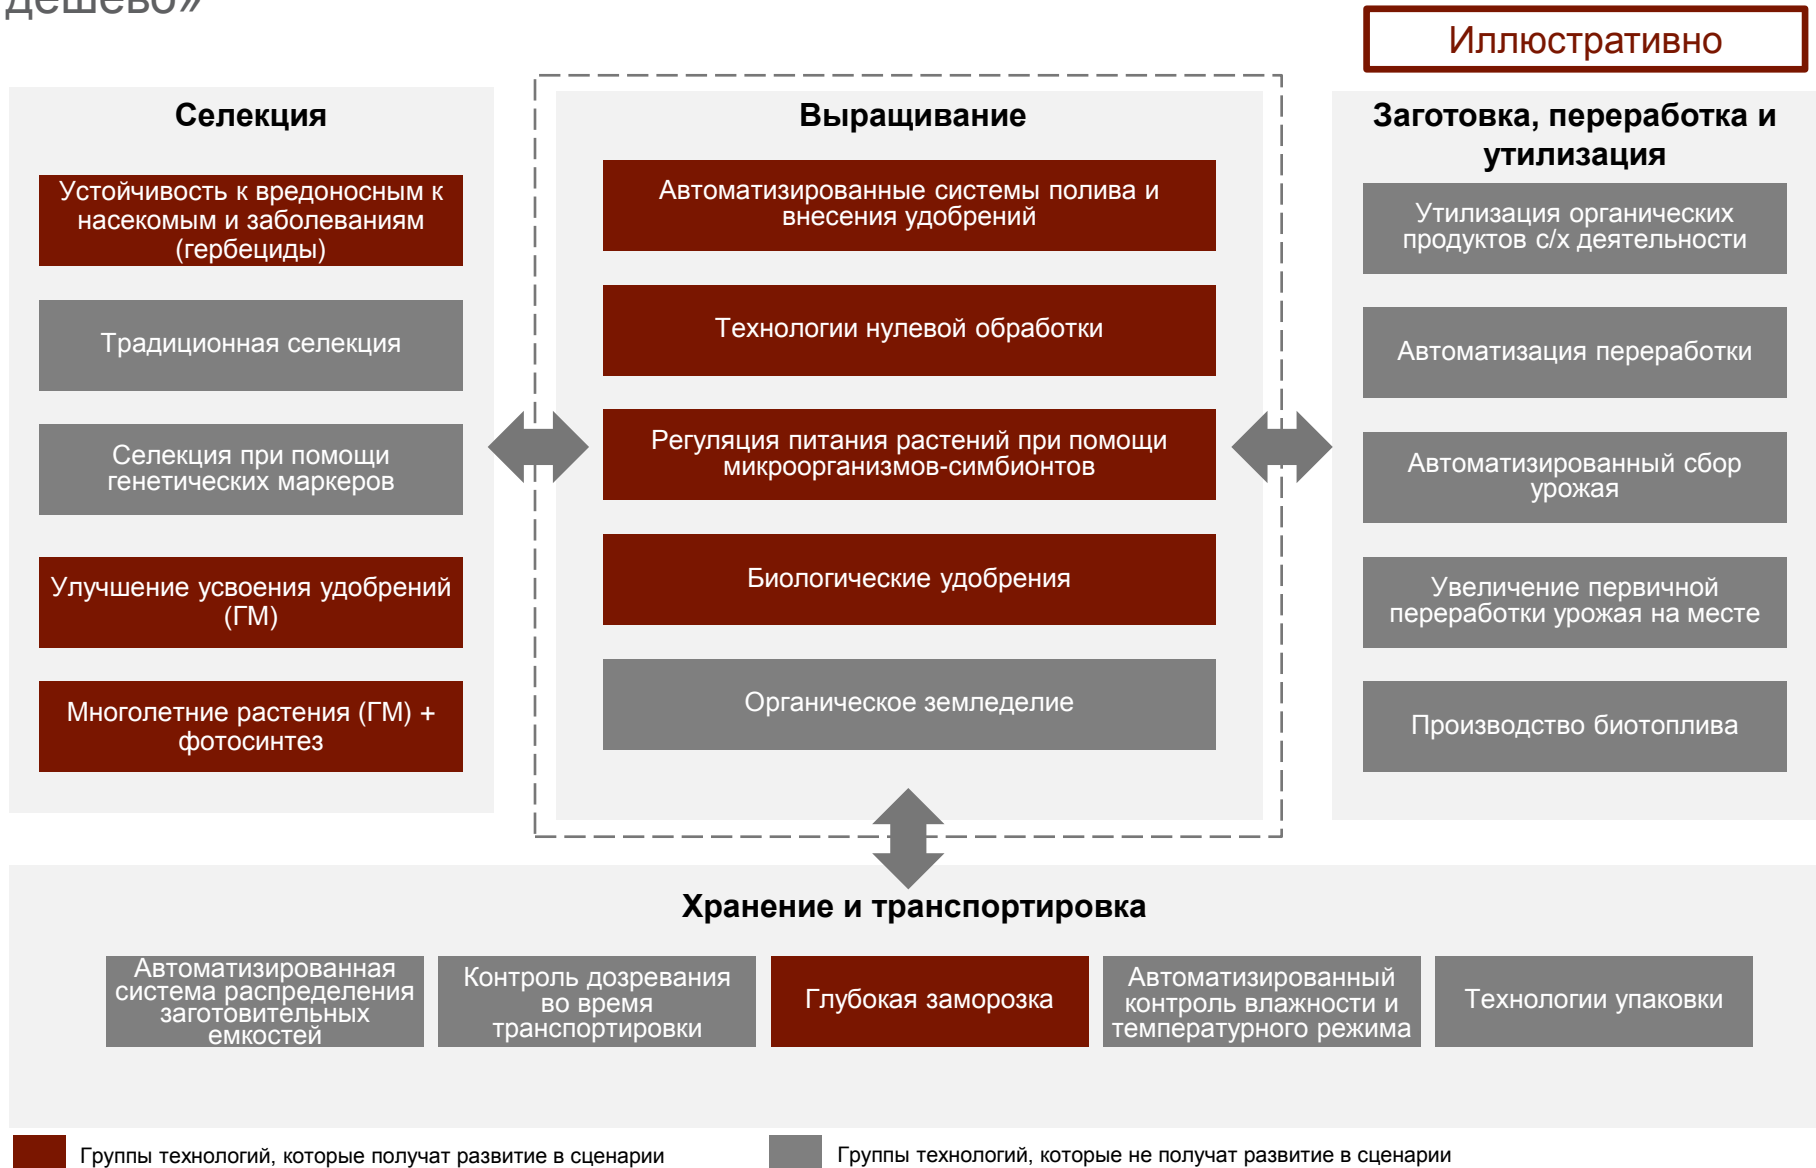 дешево»
Иллюстративно
Селекция
Устойчивость к вредоносным к
насекомым и заболеваниям
(гербециды)
Традиционная селекция
Селекция при помощи
генетических маркеров
Улучшение усвоения удобрений
(ГМ)
Многолетние растения (ГМ) +
фотосинтез
Выращивание
Автоматизированные системы полива и
внесения удобрений
Технологии нулевой обработки
Регуляция питания растений при помощи
микроорганизмов-симбионтов
Биологические удобрения
Органическое земледелие
Заготовка, переработка и
утилизация
Утилизация органических
продуктов с/х деятельности
Автоматизация переработки
Автоматизированный сбор
урожая
Увеличение первичной
переработки урожая на месте
Производство биотоплива
Хранение и транспортировка
Автоматизированная
система распределения
заготовительных
емкостей
Контроль дозревания
во время
транспортировки
Глубокая заморозка
Автоматизированный
контроль влажности и
температурного режима
Технологии упаковки
Группы технологий, которые получат развитие в сценарии
Группы технологий, которые не получат развитие в сценарии